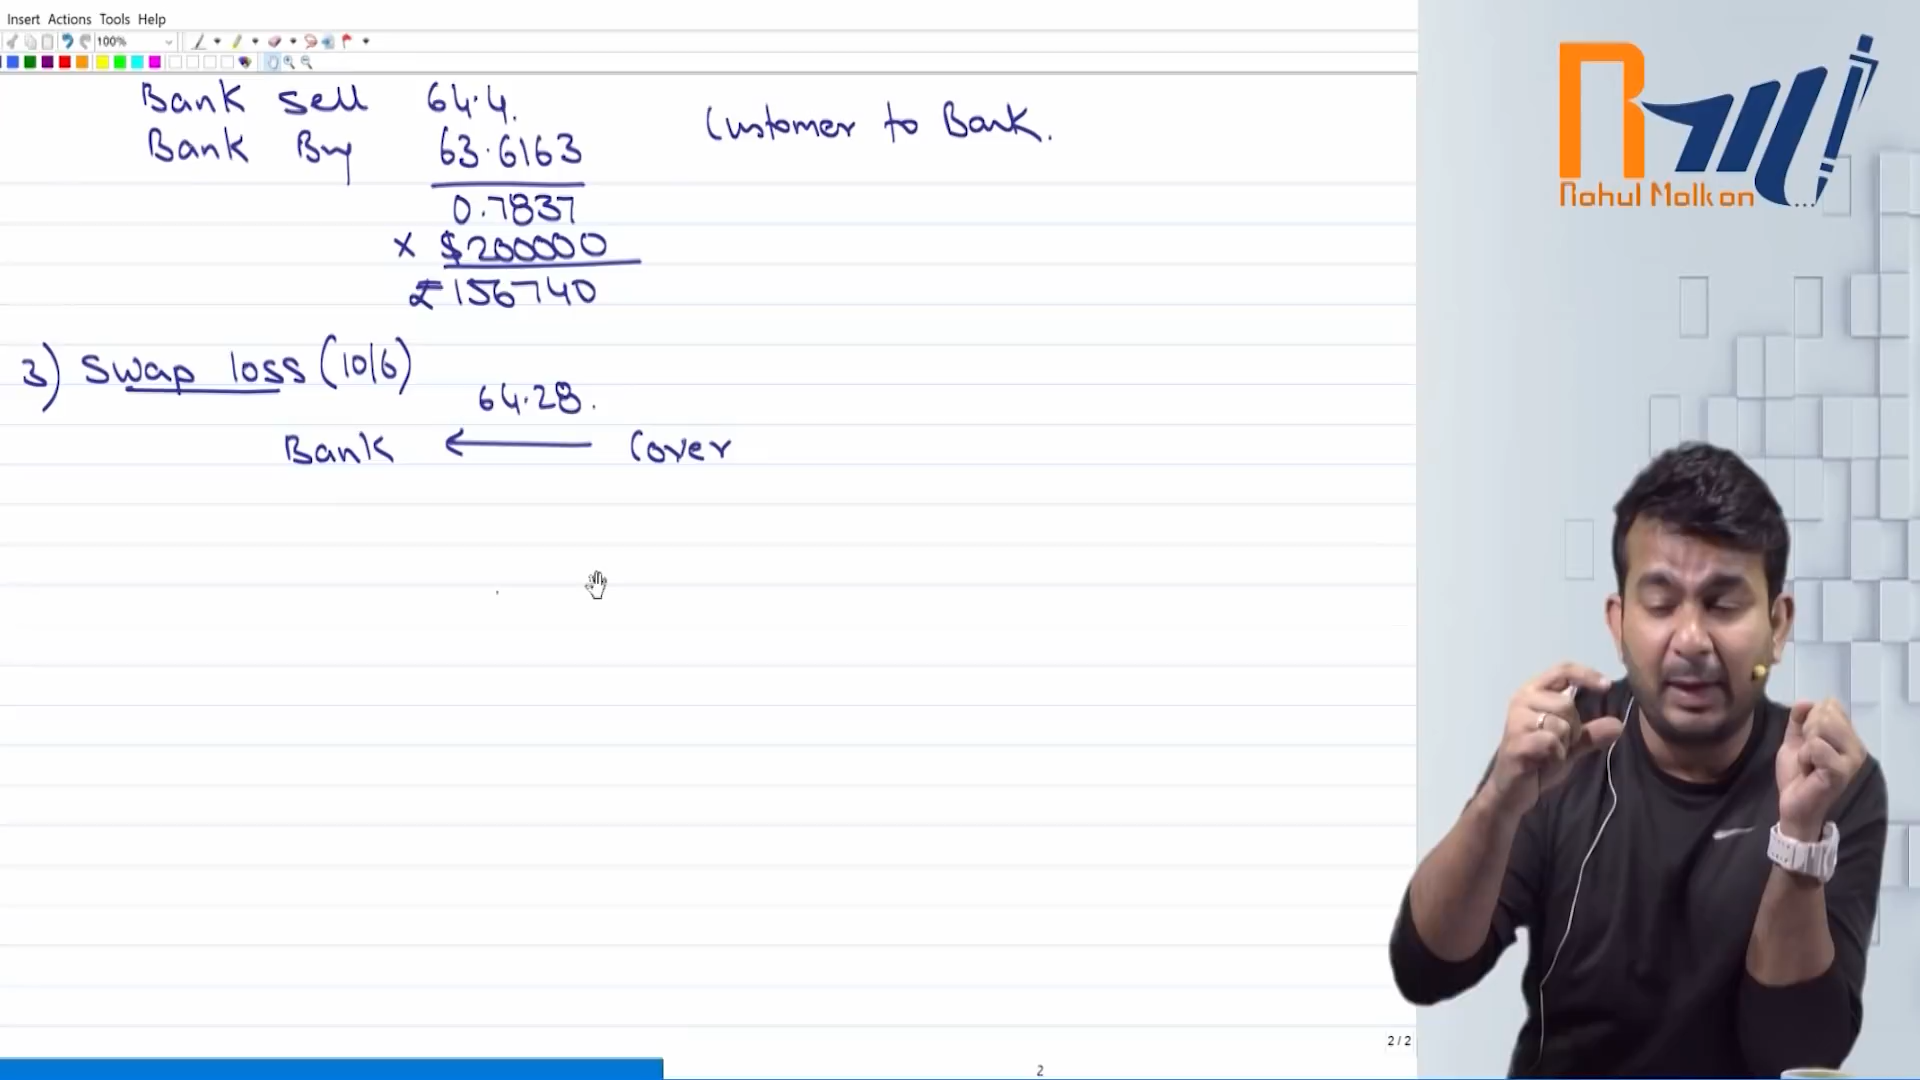 Insert Actions Tools Help
100%
Bank sell 64.4.
Bank Buy 63.6163
Customer to Bank.
0.7837
x $200000
₹156740
3) Swap loss (10/6)
64.28.
Bank ← Cover
Rahul Malkan
2/2
2